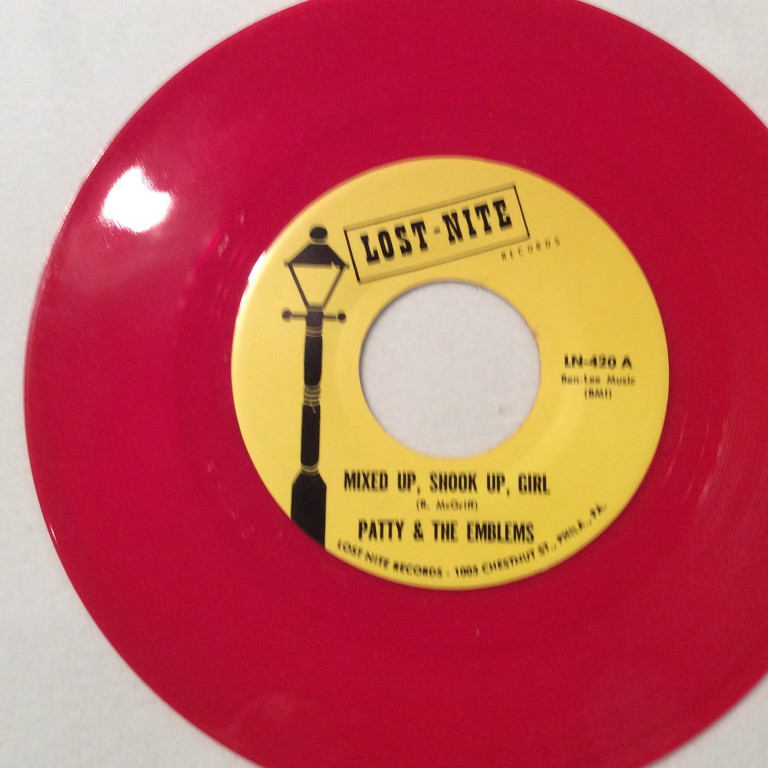 LOST-NITE
RECORDS
LN-420 A
Ben-Lee Music
(BMI)
MIXED UP, SHOOK UP, GIRL
(R. McGriff)
PATTY & THE EMBLEMS
LOST-NITE RECORDS - 1005 CHESTNUT ST., PHILA., PA.